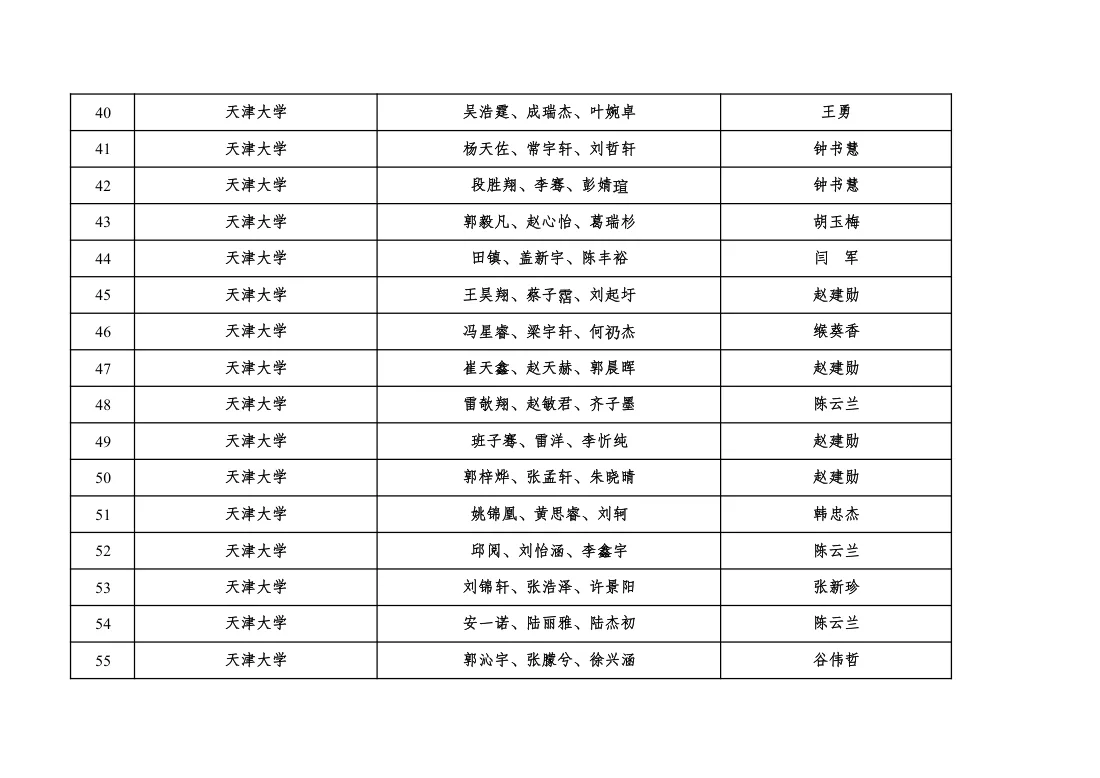 40 天津大学 吴浩霆、成瑞杰、叶婉卓 王勇
41 天津大学 杨天佐、常宇轩、刘哲轩 钟书慧
42 天津大学 段胜翔、李骞、彭婧瑄 钟书慧
43 天津大学 郭毅凡、赵心怡、葛瑞杉 胡玉梅
44 天津大学 田镇、盖新宇、陈丰裕 闫　军
45 天津大学 王昊翔、蔡子霑、刘起圩 赵建勋
46 天津大学 冯星睿、梁宇轩、何礽杰 缑葵香
47 天津大学 崔天鑫、赵天赫、郭晨晖 赵建勋
48 天津大学 雷欹翔、赵敏君、齐子墨 陈云兰
49 天津大学 班子骞、雷洋、李忻纯 赵建勋
50 天津大学 郭梓烨、张孟轩、朱晓晴 赵建勋
51 天津大学 姚锦凰、黄思睿、刘轲 韩忠杰
52 天津大学 邱阅、刘怡涵、李鑫宇 陈云兰
53 天津大学 刘锦轩、张浩泽、许景阳 张新珍
54 天津大学 安一诺、陆丽雅、陆杰初 陈云兰
55 天津大学 郭沁宇、张朦兮、徐兴涵 谷伟哲